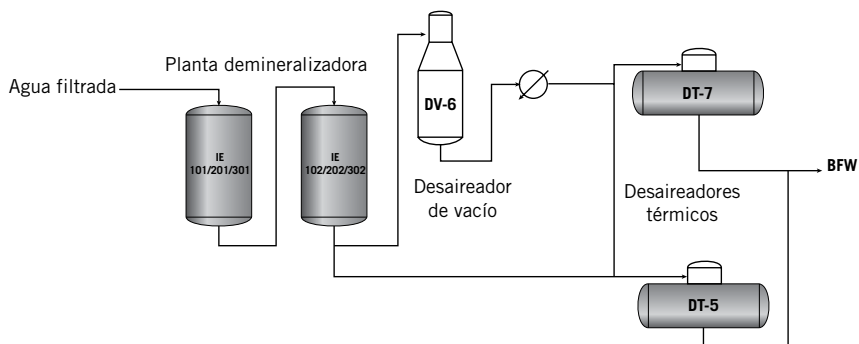 Agua filtrada
Planta demineralizadora
IE
101/201/301
IE
102/202/302
DV-6
Desaireador
de vacío
DT-7
BFW
Desaireadores
térmicos
DT-5